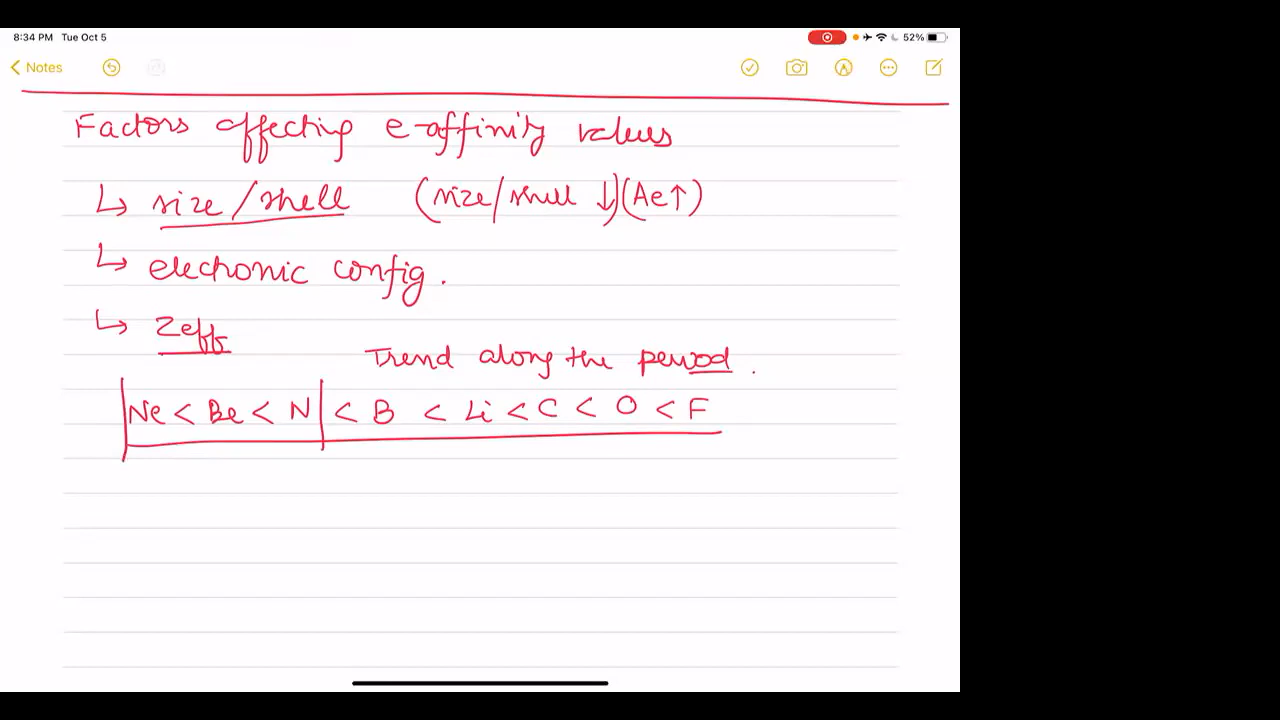 8:34 PM Tue Oct 5 52%
Notes
Factors affecting e-affinity values
↳ size/shell (size/shell ↓)(Ae↑)
↳ electronic config.
↳ Zeff
Trend along the period.
Ne < Be < N < B < Li < C < O < F